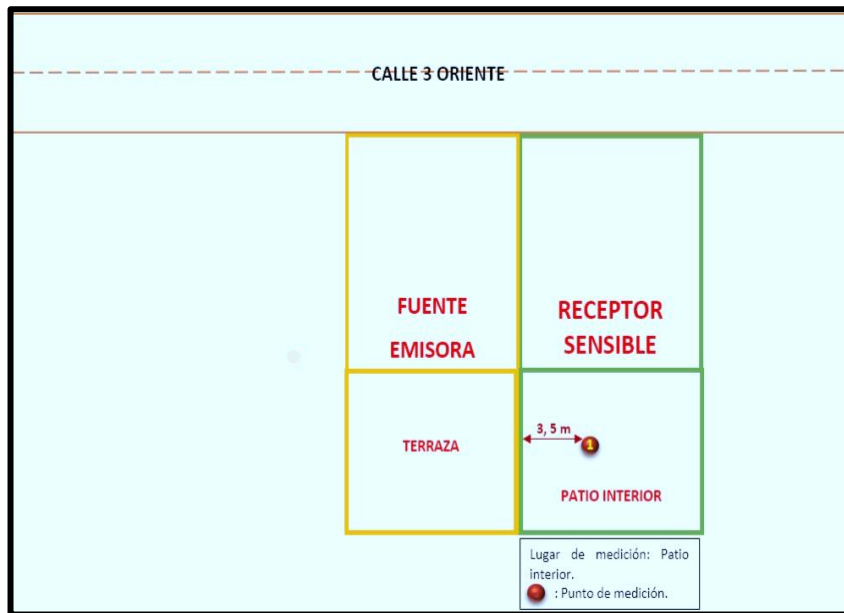 CALLE 3 ORIENTE
FUENTE
EMISORA
RECEPTOR
SENSIBLE
TERRAZA
3, 5 m
1
PATIO INTERIOR
Lugar de medición: Patio
interior.
: Punto de medición.